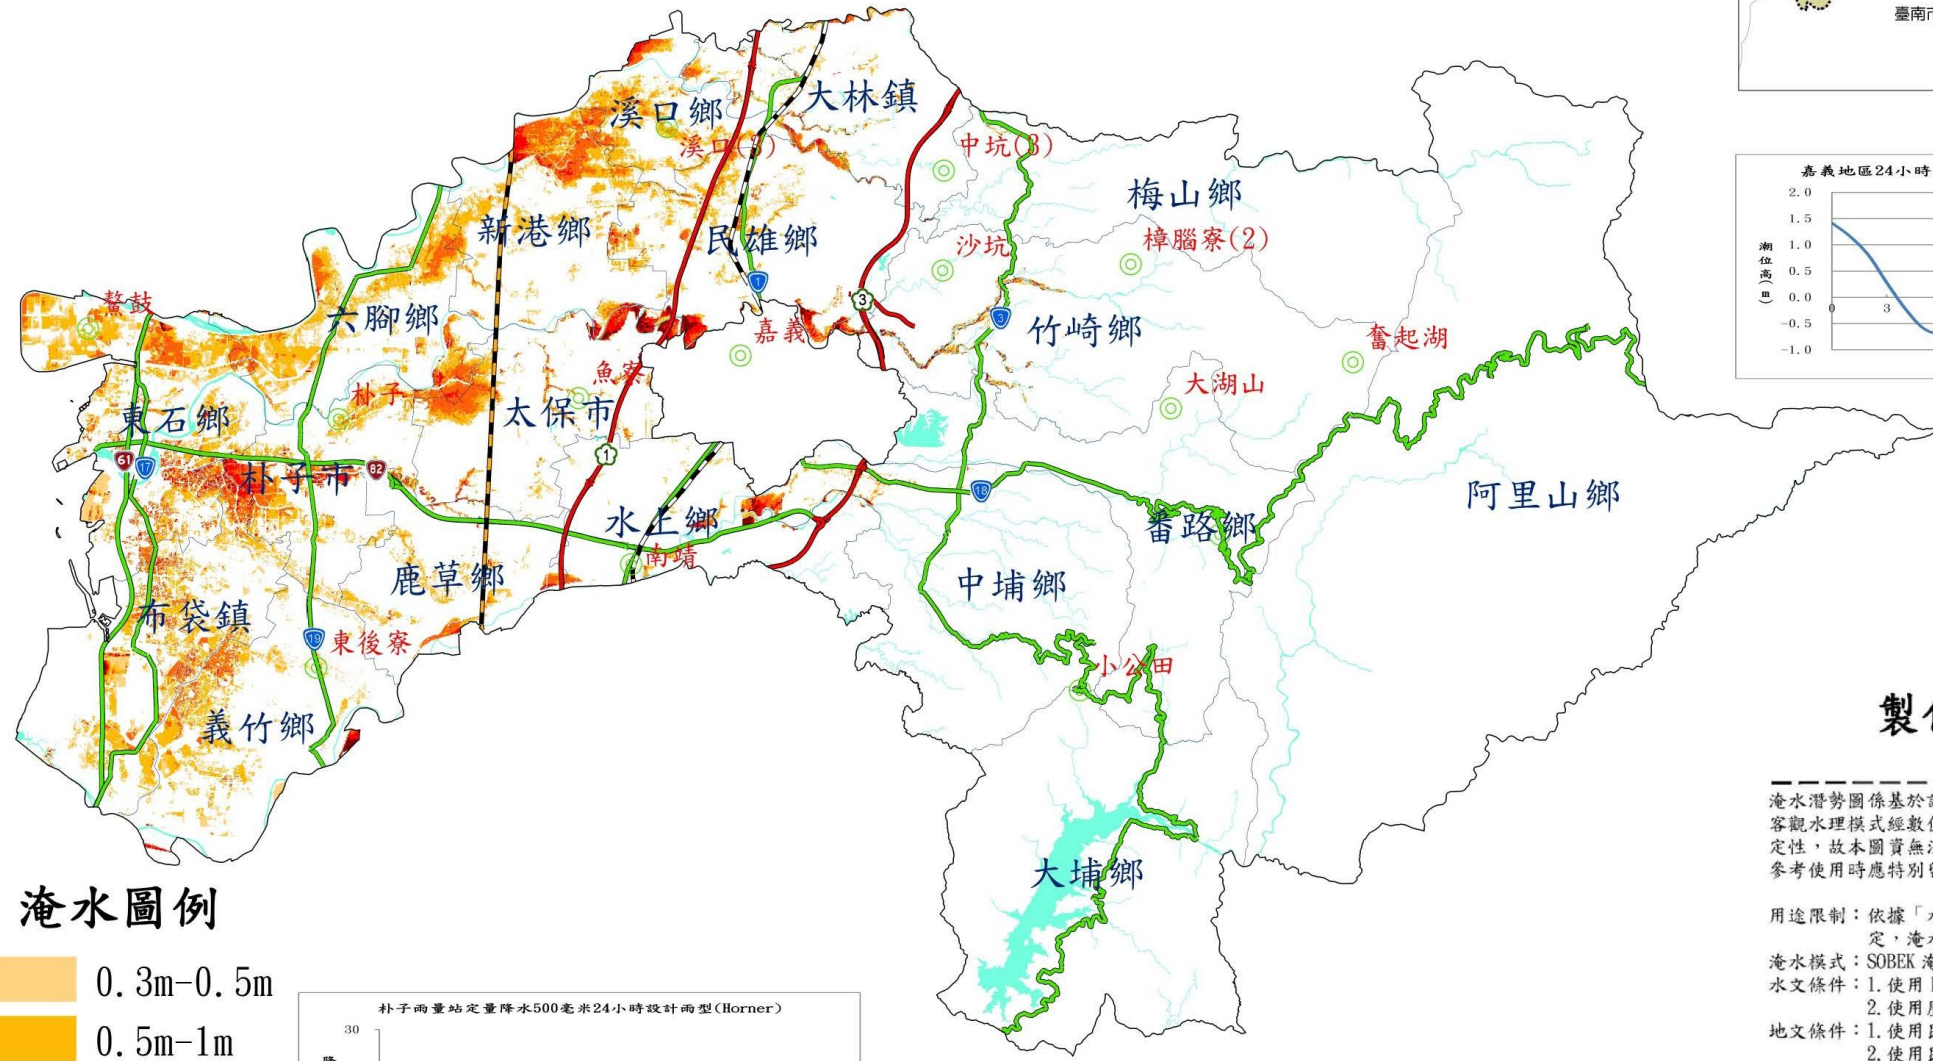 臺南市
溪口鄉
大林鎮
溪口(3)
中坑(3)
梅山鄉
新港鄉
民雄鄉
沙坑
樟腦寮(2)
1
3
鰲鼓
六腳鄉
嘉義
3
竹崎鄉
奮起湖
魚寮
朴子
大湖山
太保市
東石鄉
1
61
17
朴子市
82
18
阿里山鄉
水上鄉
番路鄉
南靖
鹿草鄉
中埔鄉
布袋鎮
19
東後寮
小公田
義竹鄉
大埔鄉
嘉義地區24小時
潮位高(m)
2.0
1.5
1.0
0.5
0.0
-0.5
-1.0
0
3
淹水圖例
0.3m-0.5m
0.5m-1m
朴子雨量站定量降水500毫米24小時設計雨型(Horner)
30
降
製
淹水潛勢圖係基於
客觀水理模式經數
定性，故本圖資無
參考使用時應特別
用途限制：依據「
定，淹
淹水模式：SOBEK 淹
水文條件：1.使用
2.使用
地文條件：1.使用
2.使用